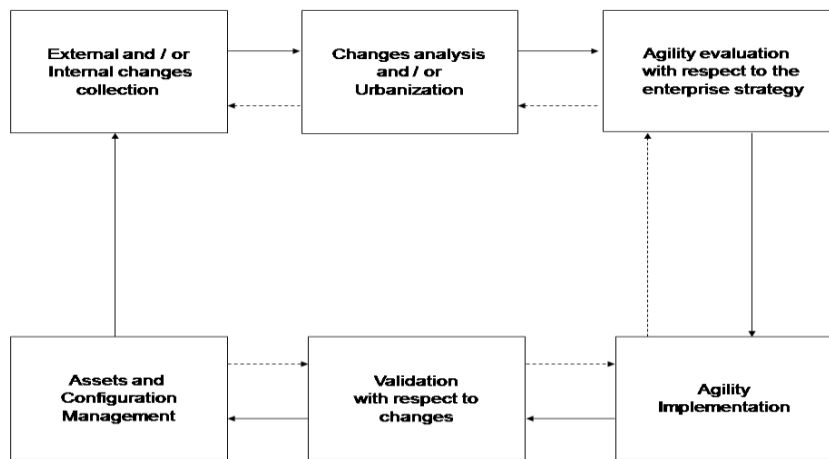 External and / or
Internal changes
collection
Changes analysis
and / or
Urbanization
Agility evaluation
with respect to the
enterprise strategy
Assets and
Configuration
Management
Validation
with respect to
changes
Agility
Implementation